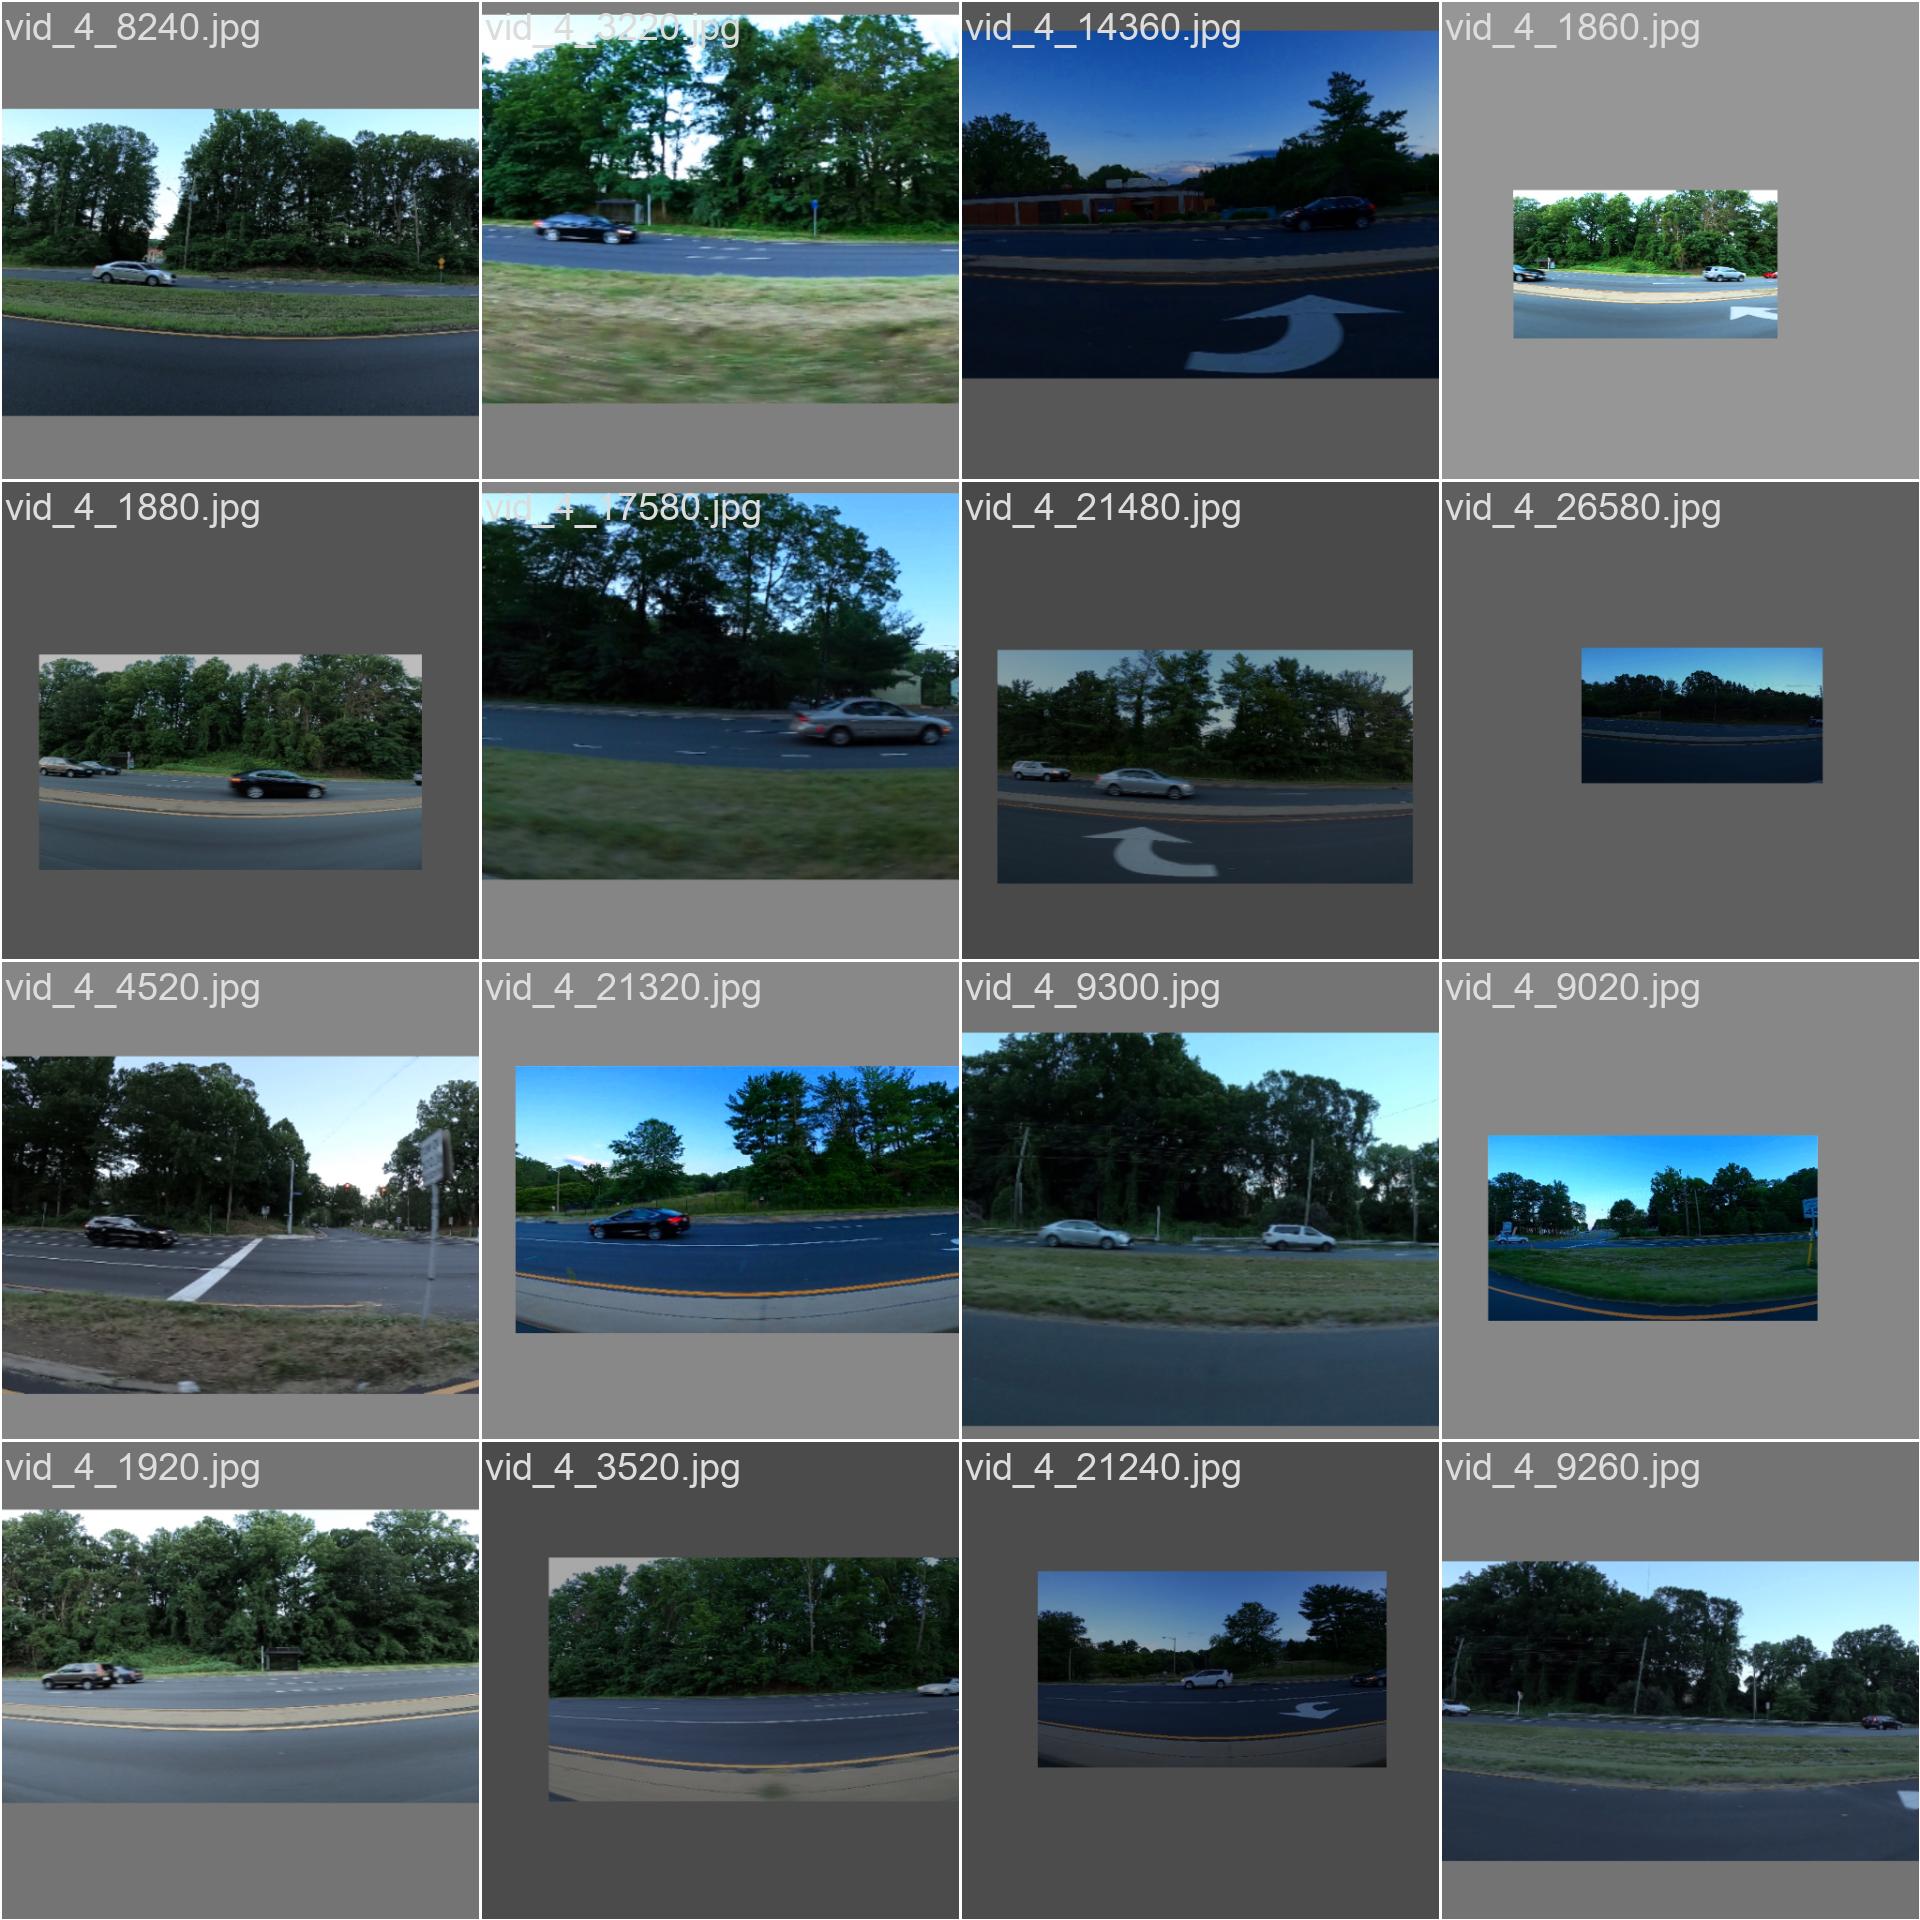 vid_4_8240.jpg
vid_4_3220.jpg
vid_4_14360.jpg
vid_4_1860.jpg
vid_4_1880.jpg
vid_4_17580.jpg
vid_4_21480.jpg
vid_4_26580.jpg
vid_4_4520.jpg
vid_4_21320.jpg
vid_4_9300.jpg
vid_4_9020.jpg
vid_4_1920.jpg
vid_4_3520.jpg
vid_4_21240.jpg
vid_4_9260.jpg